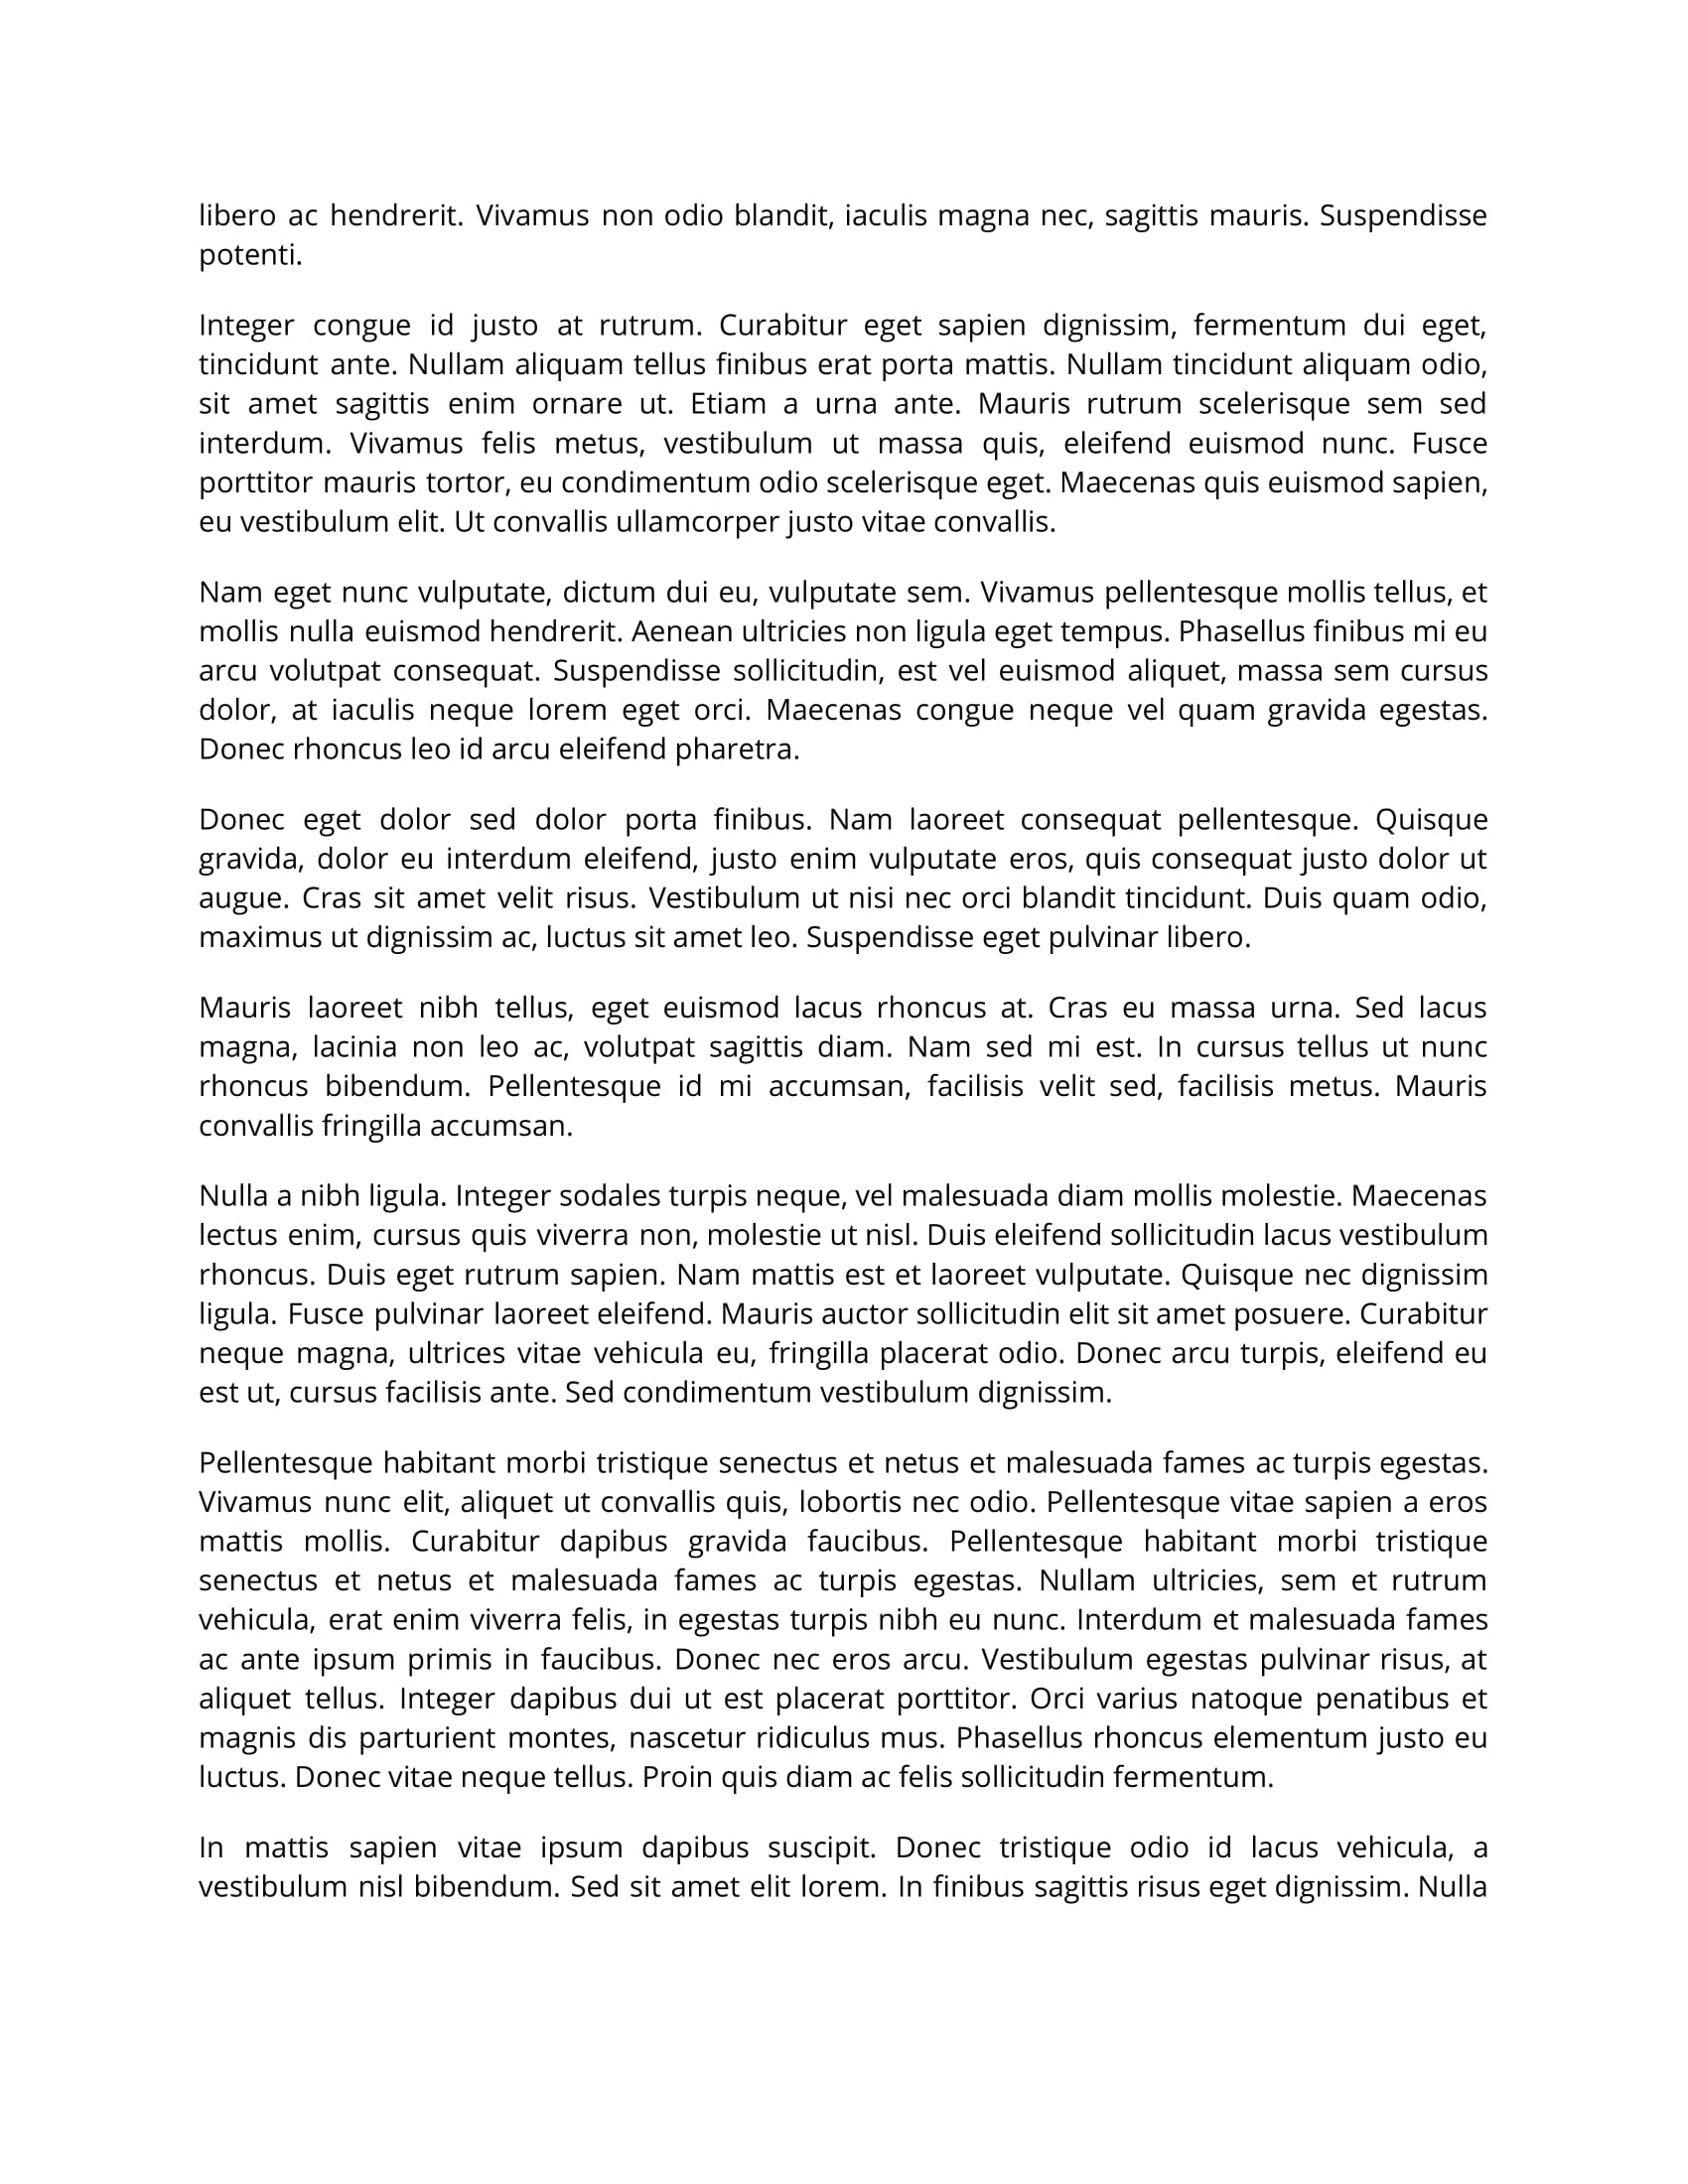 libero ac hendrerit. Vivamus non odio blandit, iaculis magna nec, sagittis mauris. Suspendisse
potenti.
Integer congue id justo at rutrum. Curabitur eget sapien dignissim, fermentum dui eget,
tincidunt ante. Nullam aliquam tellus finibus erat porta mattis. Nullam tincidunt aliquam odio,
sit amet sagittis enim ornare ut. Etiam a urna ante. Mauris rutrum scelerisque sem sed
interdum. Vivamus felis metus, vestibulum ut massa quis, eleifend euismod nunc. Fusce
porttitor mauris tortor, eu condimentum odio scelerisque eget. Maecenas quis euismod sapien,
eu vestibulum elit. Ut convallis ullamcorper justo vitae convallis.
Nam eget nunc vulputate, dictum dui eu, vulputate sem. Vivamus pellentesque mollis tellus, et
mollis nulla euismod hendrerit. Aenean ultricies non ligula eget tempus. Phasellus finibus mi eu
arcu volutpat consequat. Suspendisse sollicitudin, est vel euismod aliquet, massa sem cursus
dolor, at iaculis neque lorem eget orci. Maecenas congue neque vel quam gravida egestas.
Donec rhoncus leo id arcu eleifend pharetra.
Donec eget dolor sed dolor porta finibus. Nam laoreet consequat pellentesque. Quisque
gravida, dolor eu interdum eleifend, justo enim vulputate eros, quis consequat justo dolor ut
augue. Cras sit amet velit risus. Vestibulum ut nisi nec orci blandit tincidunt. Duis quam odio,
maximus ut dignissim ac, luctus sit amet leo. Suspendisse eget pulvinar libero.
Mauris laoreet nibh tellus, eget euismod lacus rhoncus at. Cras eu massa urna. Sed lacus
magna, lacinia non leo ac, volutpat sagittis diam. Nam sed mi est. In cursus tellus ut nunc
rhoncus bibendum. Pellentesque id mi accumsan, facilisis velit sed, facilisis metus. Mauris
convallis fringilla accumsan.
Nulla a nibh ligula. Integer sodales turpis neque, vel malesuada diam mollis molestie. Maecenas
lectus enim, cursus quis viverra non, molestie ut nisl. Duis eleifend sollicitudin lacus vestibulum
rhoncus. Duis eget rutrum sapien. Nam mattis est et laoreet vulputate. Quisque nec dignissim
ligula. Fusce pulvinar laoreet eleifend. Mauris auctor sollicitudin elit sit amet posuere. Curabitur
neque magna, ultrices vitae vehicula eu, fringilla placerat odio. Donec arcu turpis, eleifend eu
est ut, cursus facilisis ante. Sed condimentum vestibulum dignissim.
Pellentesque habitant morbi tristique senectus et netus et malesuada fames ac turpis egestas.
Vivamus nunc elit, aliquet ut convallis quis, lobortis nec odio. Pellentesque vitae sapien a eros
mattis mollis. Curabitur dapibus gravida faucibus. Pellentesque habitant morbi tristique
senectus et netus et malesuada fames ac turpis egestas. Nullam ultricies, sem et rutrum
vehicula, erat enim viverra felis, in egestas turpis nibh eu nunc. Interdum et malesuada fames
ac ante ipsum primis in faucibus. Donec nec eros arcu. Vestibulum egestas pulvinar risus, at
aliquet tellus. Integer dapibus dui ut est placerat porttitor. Orci varius natoque penatibus et
magnis dis parturient montes, nascetur ridiculus mus. Phasellus rhoncus elementum justo eu
luctus. Donec vitae neque tellus. Proin quis diam ac felis sollicitudin fermentum.
In mattis sapien vitae ipsum dapibus suscipit. Donec tristique odio id lacus vehicula, a
vestibulum nisl bibendum. Sed sit amet elit lorem. In finibus sagittis risus eget dignissim. Nulla